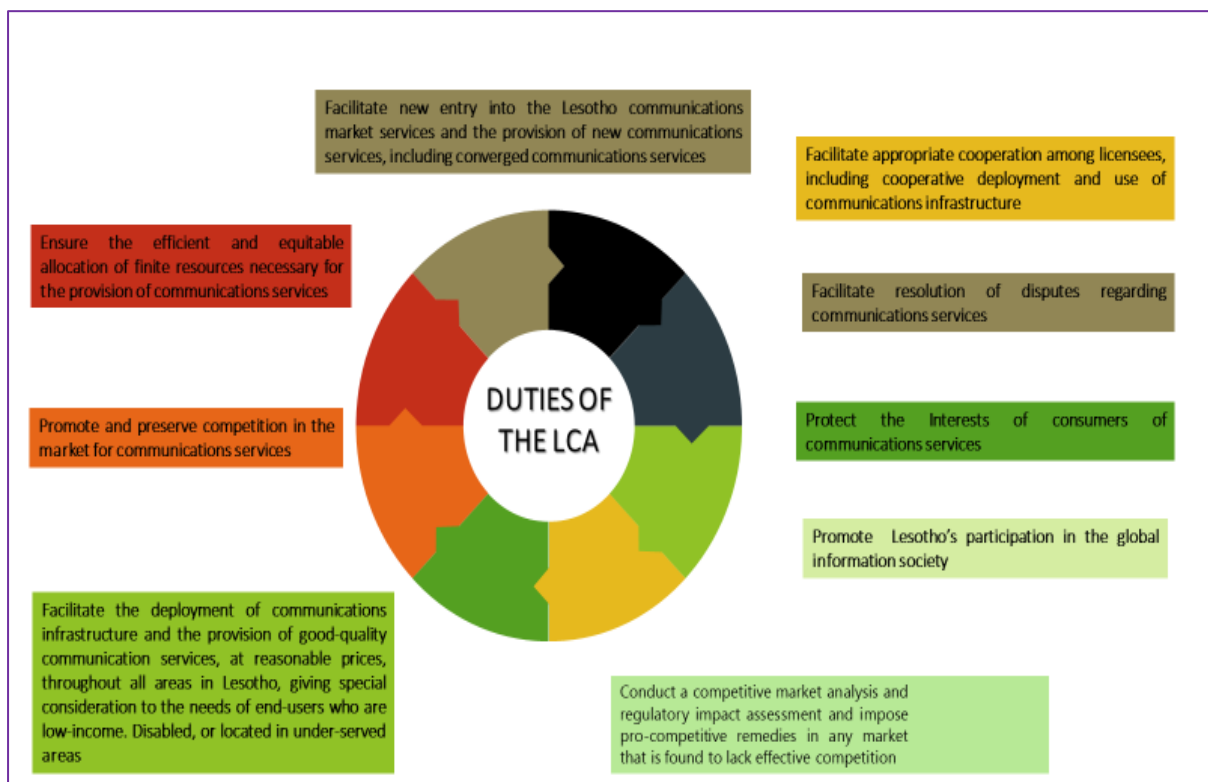 Facilitate new entry into the Lesotho communications
market services and the provision of new communications
services, including converged communications services
Facilitate appropriate cooperation among licensees,
including cooperative deployment and use of
communications infrastructure
Ensure the efficient and equitable
allocation of finite resources necessary for
the provision of communications services
Facilitate resolution of disputes regarding
communications services
DUTIES OF
THE LCA
Promote and preserve competition in the
market for communications services
Protect the Interests of consumers of
communications services
Promote Lesotho's participation in the global
information society
Facilitate the deployment of communications
infrastructure and the provision of good-quality
communication services, at reasonable prices,
throughout all areas in Lesotho, giving special
consideration to the needs of end-users who are
low-income. Disabled, or located in under-served
areas
Conduct a competitive market analysis and
regulatory impact assessment and impose
pro-competitive remedies in any market
that is found to lack effective competition